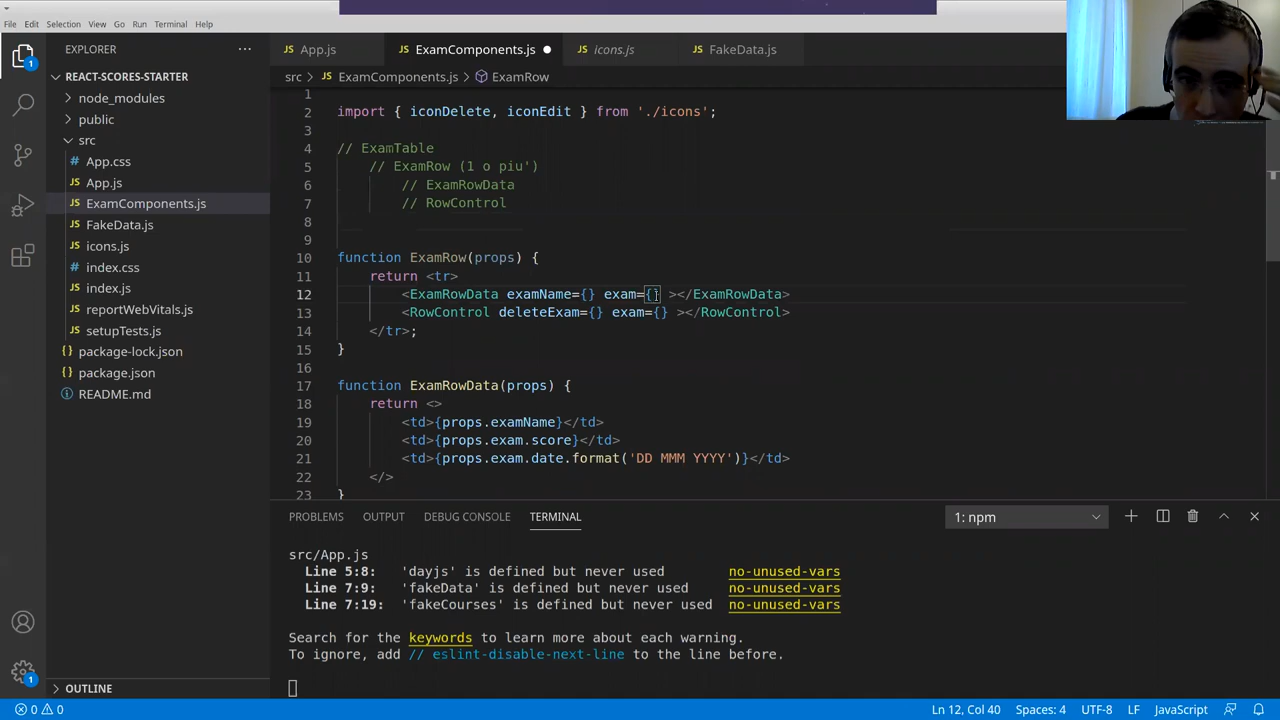 File Edit Selection View Go Run Terminal Help
EXPLORER ...
App.js ExamComponents.js icons.js FakeData.js
REACT-SCORES-STARTER
src > JS ExamComponents.js > ExamRow
node_modules
public
src
# App.css
JS App.js
JS ExamComponents.js
JS FakeData.js
JS icons.js
# index.css
JS index.js
JS reportWebVitals.js
JS setupTests.js
{} package-lock.json
{} package.json
README.md
OUTLINE
1
2 import { iconDelete, iconEdit } from './icons';
3
4 // ExamTable
5 // ExamRow (1 o piu')
6 // ExamRowData
7 // RowControl
8
9
10 function ExamRow(props) {
11 return <tr>
12 <ExamRowData examName={} exam={} ></ExamRowData>
13 <RowControl deleteExam={} exam={} ></RowControl>
14 </tr>;
15 }
16
17 function ExamRowData(props) {
18 return <>
19 <td>{props.examName}</td>
20 <td>{props.exam.score}</td>
21 <td>{props.exam.date.format('DD MMM YYYY')}</td>
22 </>
23 }
PROBLEMS OUTPUT DEBUG CONSOLE TERMINAL 1: npm
src/App.js
Line 5:8: 'dayjs' is defined but never used no-unused-vars
Line 7:9: 'fakeData' is defined but never used no-unused-vars
Line 7:19: 'fakeCourses' is defined but never used no-unused-vars
Search for the keywords to learn more about each warning.
To ignore, add // eslint-disable-next-line to the line before.
0 0 Ln 12, Col 40 Spaces: 4 UTF-8 LF JavaScript